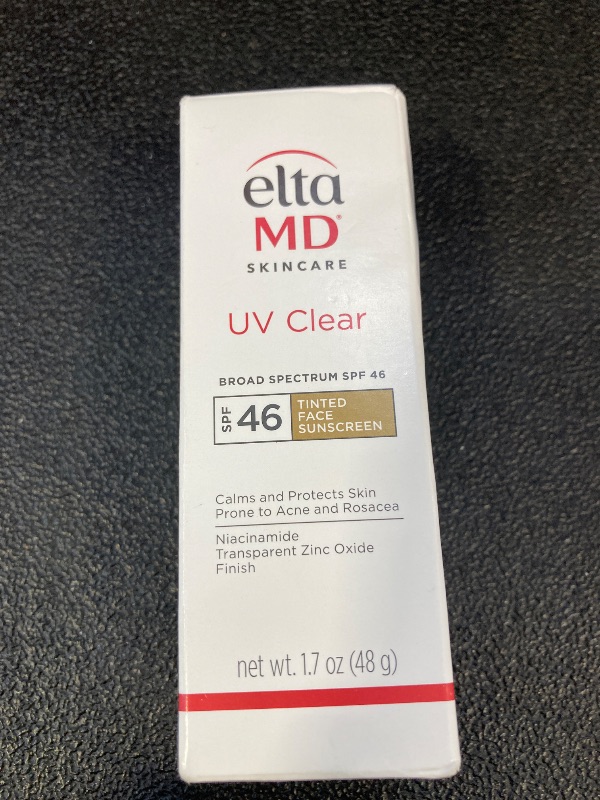 elta
MD®
SKINCARE
UV Clear
BROAD SPECTRUM SPF 46
SPF 46 TINTED
FACE
SUNSCREEN
Calms and Protects Skin
Prone to Acne and Rosacea
Niacinamide
Transparent Zinc Oxide
Finish
net wt. 1.7 oz (48 g)